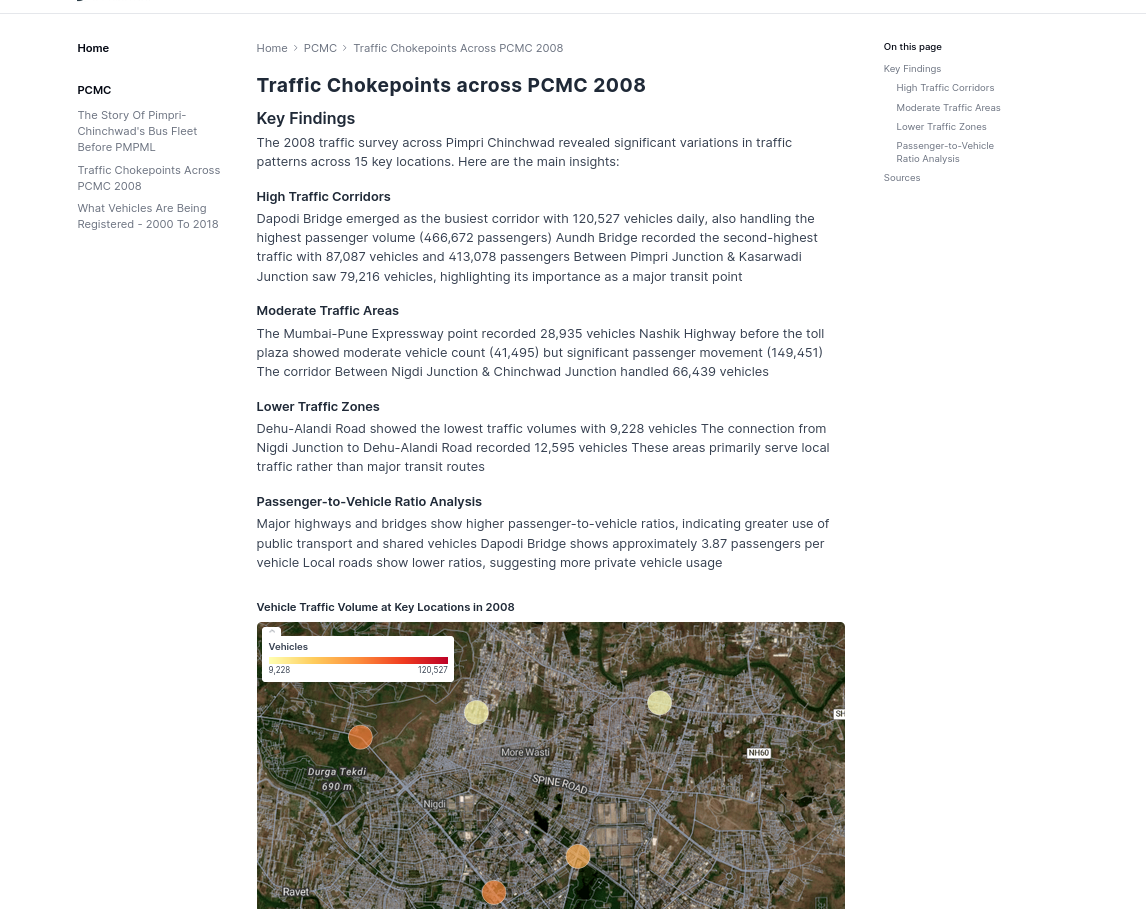 Home
PCMC
The Story Of Pimpri-
Chinchwad's Bus Fleet
Before PMPML
Traffic Chokepoints Across
PCMC 2008
What Vehicles Are Being
Registered - 2000 To 2018
Home > PCMC > Traffic Chokepoints Across PCMC 2008
Traffic Chokepoints across PCMC 2008
Key Findings
The 2008 traffic survey across Pimpri Chinchwad revealed significant variations in traffic
patterns across 15 key locations. Here are the main insights:
High Traffic Corridors
Dapodi Bridge emerged as the busiest corridor with 120,527 vehicles daily, also handling the
highest passenger volume (466,672 passengers) Aundh Bridge recorded the second-highest
traffic with 87,087 vehicles and 413,078 passengers Between Pimpri Junction & Kasarwadi
Junction saw 79,216 vehicles, highlighting its importance as a major transit point
Moderate Traffic Areas
The Mumbai-Pune Expressway point recorded 28,935 vehicles Nashik Highway before the toll
plaza showed moderate vehicle count (41,495) but significant passenger movement (149,451)
The corridor Between Nigdi Junction & Chinchwad Junction handled 66,439 vehicles
Lower Traffic Zones
Dehu-Alandi Road showed the lowest traffic volumes with 9,228 vehicles The connection from
Nigdi Junction to Dehu-Alandi Road recorded 12,595 vehicles These areas primarily serve local
traffic rather than major transit routes
Passenger-to-Vehicle Ratio Analysis
Major highways and bridges show higher passenger-to-vehicle ratios, indicating greater use of
public transport and shared vehicles Dapodi Bridge shows approximately 3.87 passengers per
vehicle Local roads show lower ratios, suggesting more private vehicle usage
Vehicle Traffic Volume at Key Locations in 2008
Vehicles
9,228 120,527
SH
More Wasti
NH60
Durga Tekdi
690 m
SPINE ROAD
Nigdi
Ravet
On this page
Key Findings
High Traffic Corridors
Moderate Traffic Areas
Lower Traffic Zones
Passenger-to-Vehicle
Ratio Analysis
Sources